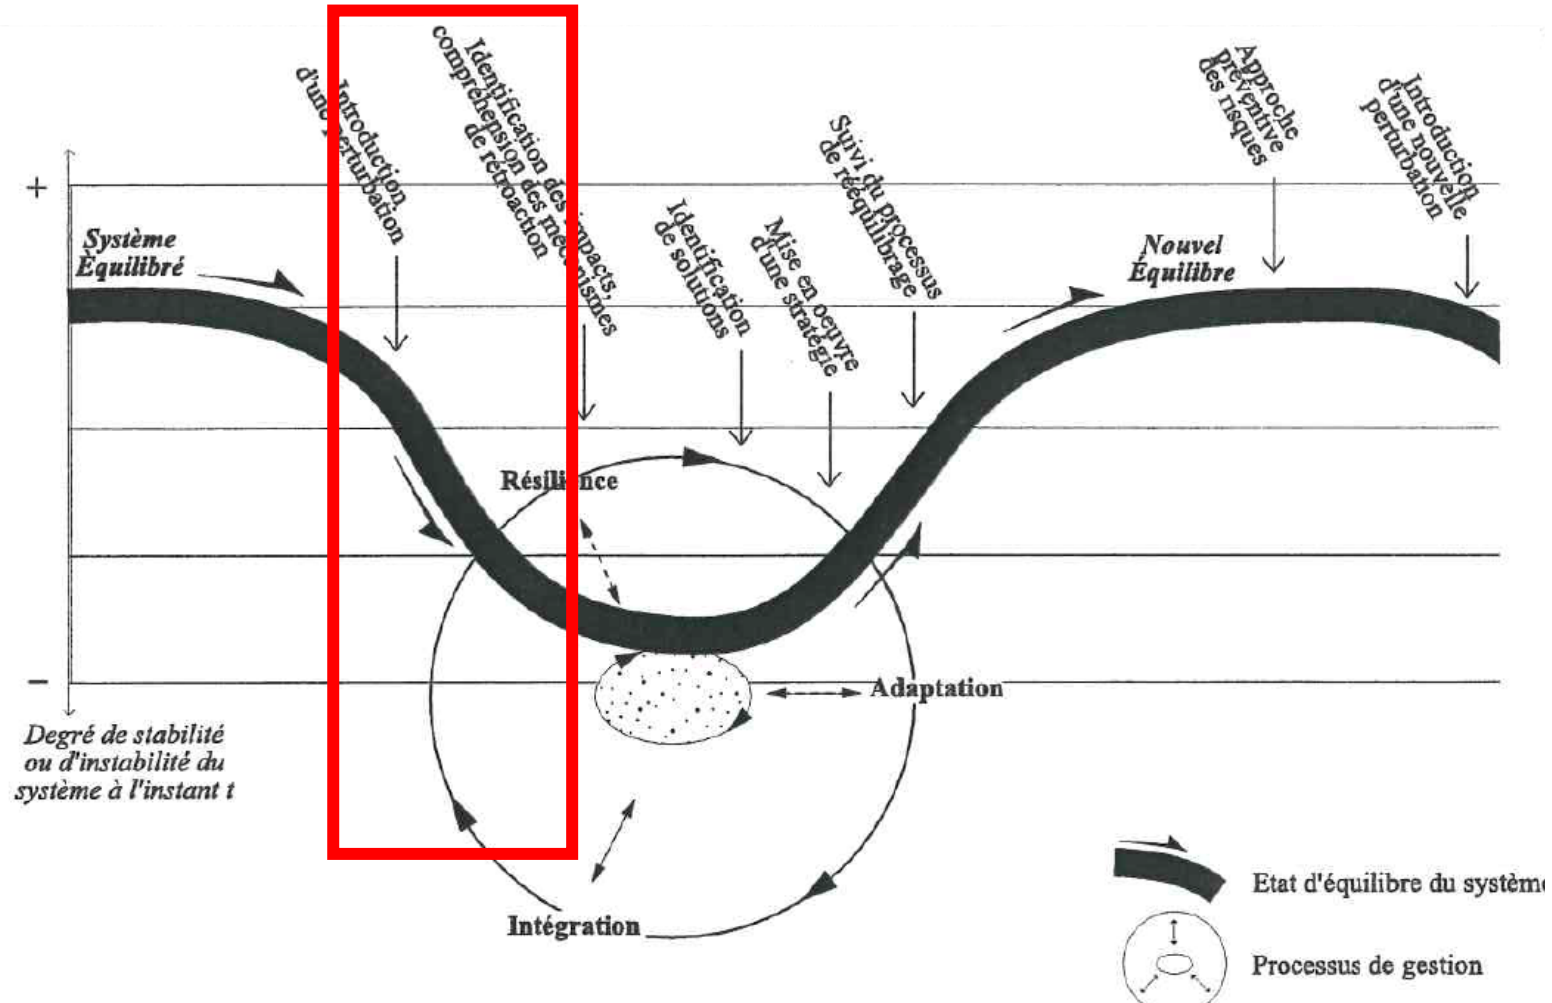 Introduction
d'une perturbation
Identification des impacts,
compréhension des mécanismes
de rétroaction
Identification
de solutions
Mise en oeuvre
d'une stratégie
Suivi du processus
de rééquilibrage
Approche
préventive
des risques
Introduction
d'une nouvelle
perturbation
+
Système
Èquilibré
Nouvel
Équilibre
Résilience
Adaptation
−
Degré de stabilité
ou d'instabilité du
système à l'instant t
Intégration
Etat d'équilibre du système
Processus de gestion